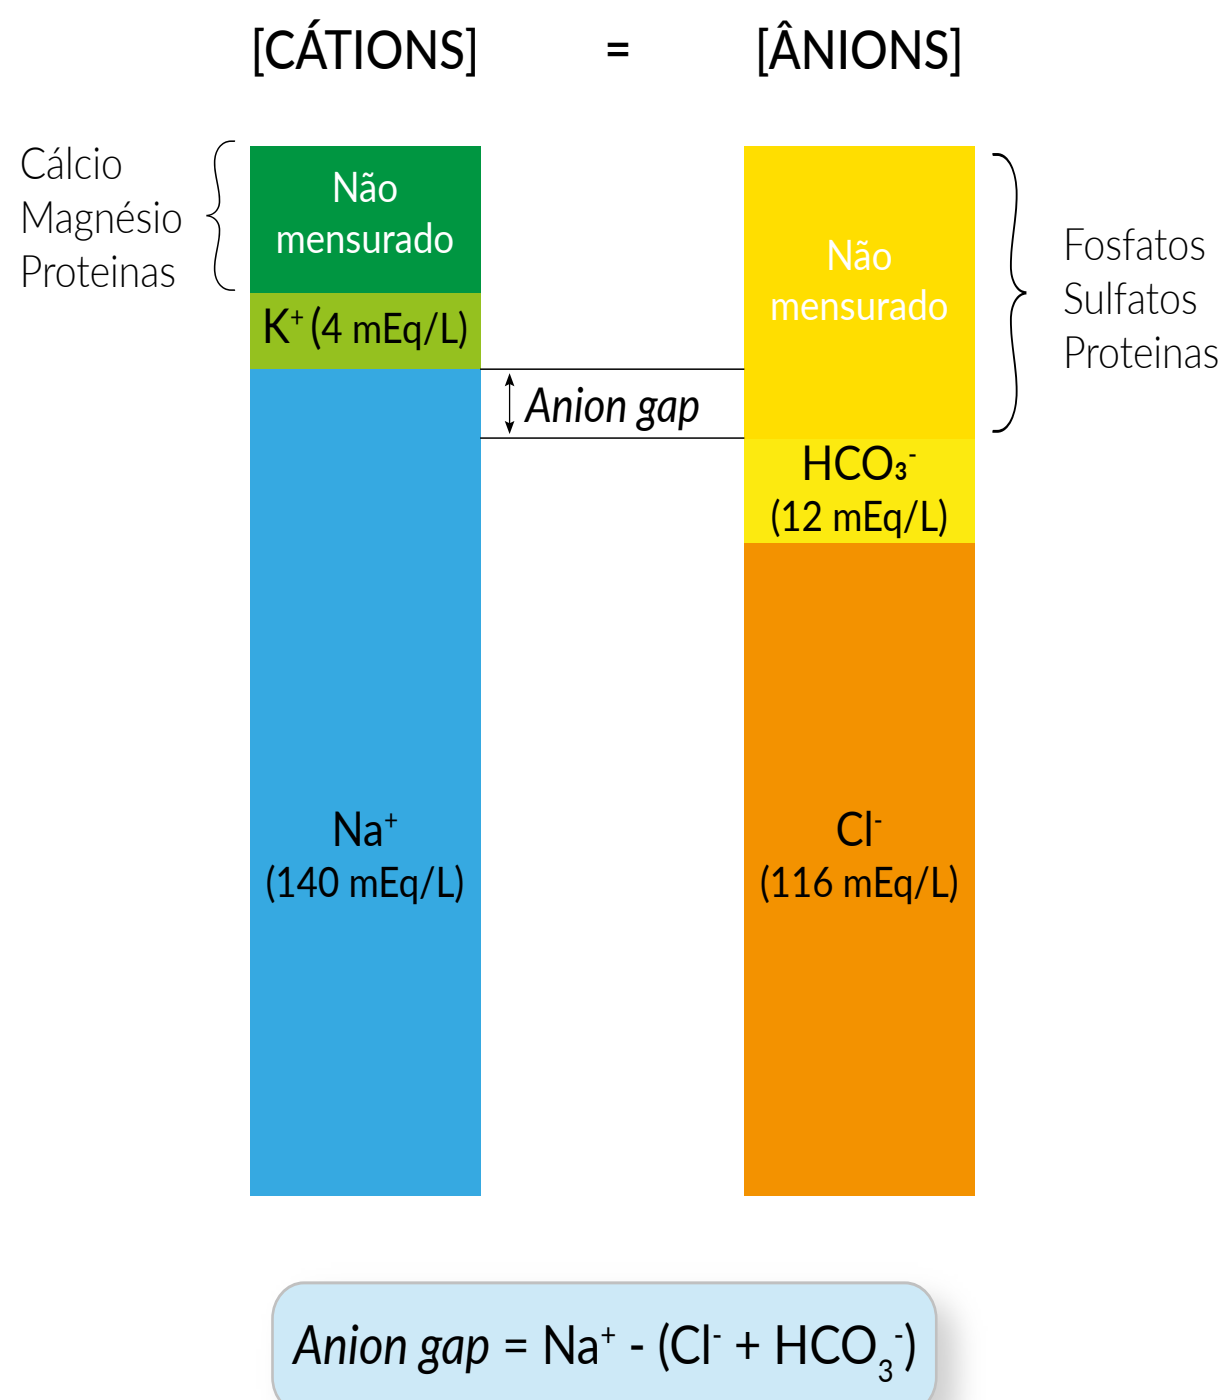 [CÁTIONS] = [ÂNIONS]
Cálcio
Magnésio
Proteinas
Não
mensurado
K⁺ (4 mEq/L)
Na⁺
(140 mEq/L)
Anion gap
Não
mensurado
HCO₃⁻
(12 mEq/L)
Cl⁻
(116 mEq/L)
Fosfatos
Sulfatos
Proteinas
Anion gap = Na⁺ - (Cl⁻ + HCO₃⁻)